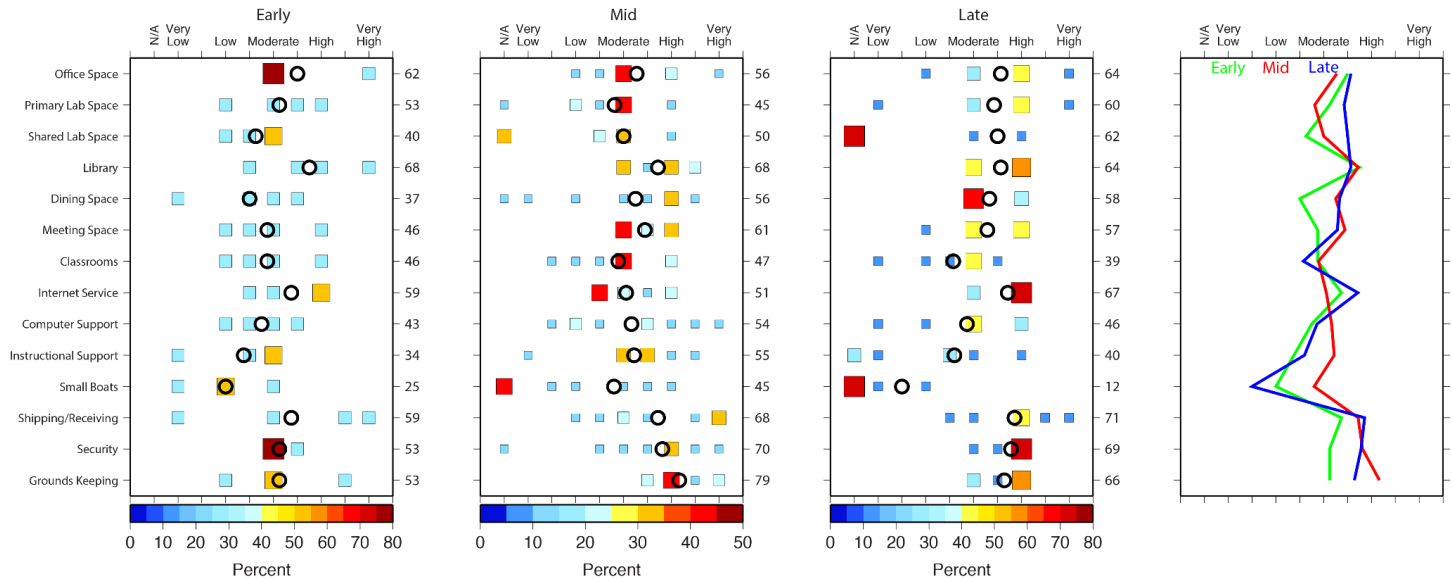 Early
Mid
Late
N/A
Very
Low
Low
Moderate
High
Very
High
N/A
Very
Low
Low
Moderate
High
Very
High
N/A
Very
Low
Low
Moderate
High
Very
High
N/A
Very
Low
Low
Moderate
High
Very
High
Early Mid Late
Office Space 62 56 64
Primary Lab Space 53 45 60
Shared Lab Space 40 50 62
Library 68 68 64
Dining Space 37 56 58
Meeting Space 46 61 57
Classrooms 46 47 39
Internet Service 59 51 67
Computer Support 43 54 46
Instructional Support 34 55 40
Small Boats 25 45 12
Shipping/Receiving 59 68 71
Security 53 70 69
Grounds Keeping 53 79 66
0 10 20 30 40 50 60 70 80
Percent
0 10 20 30 40 50
Percent
0 10 20 30 40 50 60 70 80
Percent